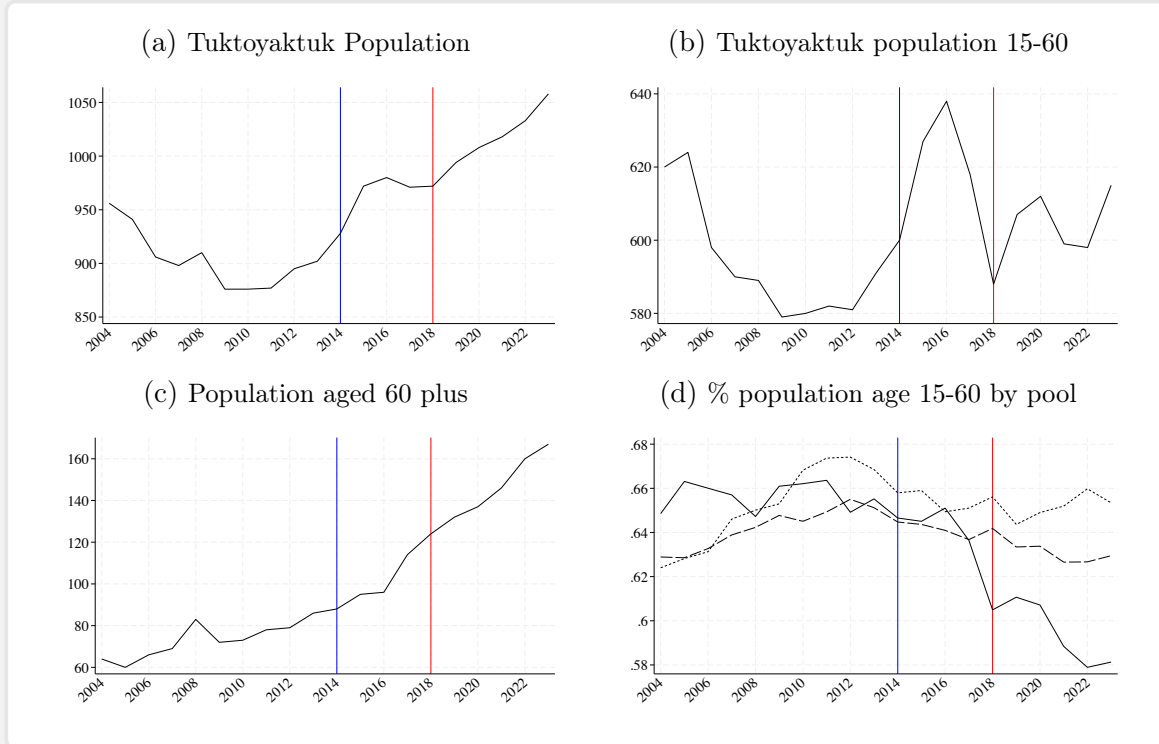 (a) Tuktoyaktuk Population
1050
1000
950
900
850
2004 2006 2008 2010 2012 2014 2016 2018 2020 2022
(b) Tuktoyaktuk population 15-60
640
620
600
580
2004 2006 2008 2010 2012 2014 2016 2018 2020 2022
(c) Population aged 60 plus
160
140
120
100
80
60
2004 2006 2008 2010 2012 2014 2016 2018 2020 2022
(d) % population age 15-60 by pool
.68
.66
.64
.62
.6
.58
2004 2006 2008 2010 2012 2014 2016 2018 2020 2022